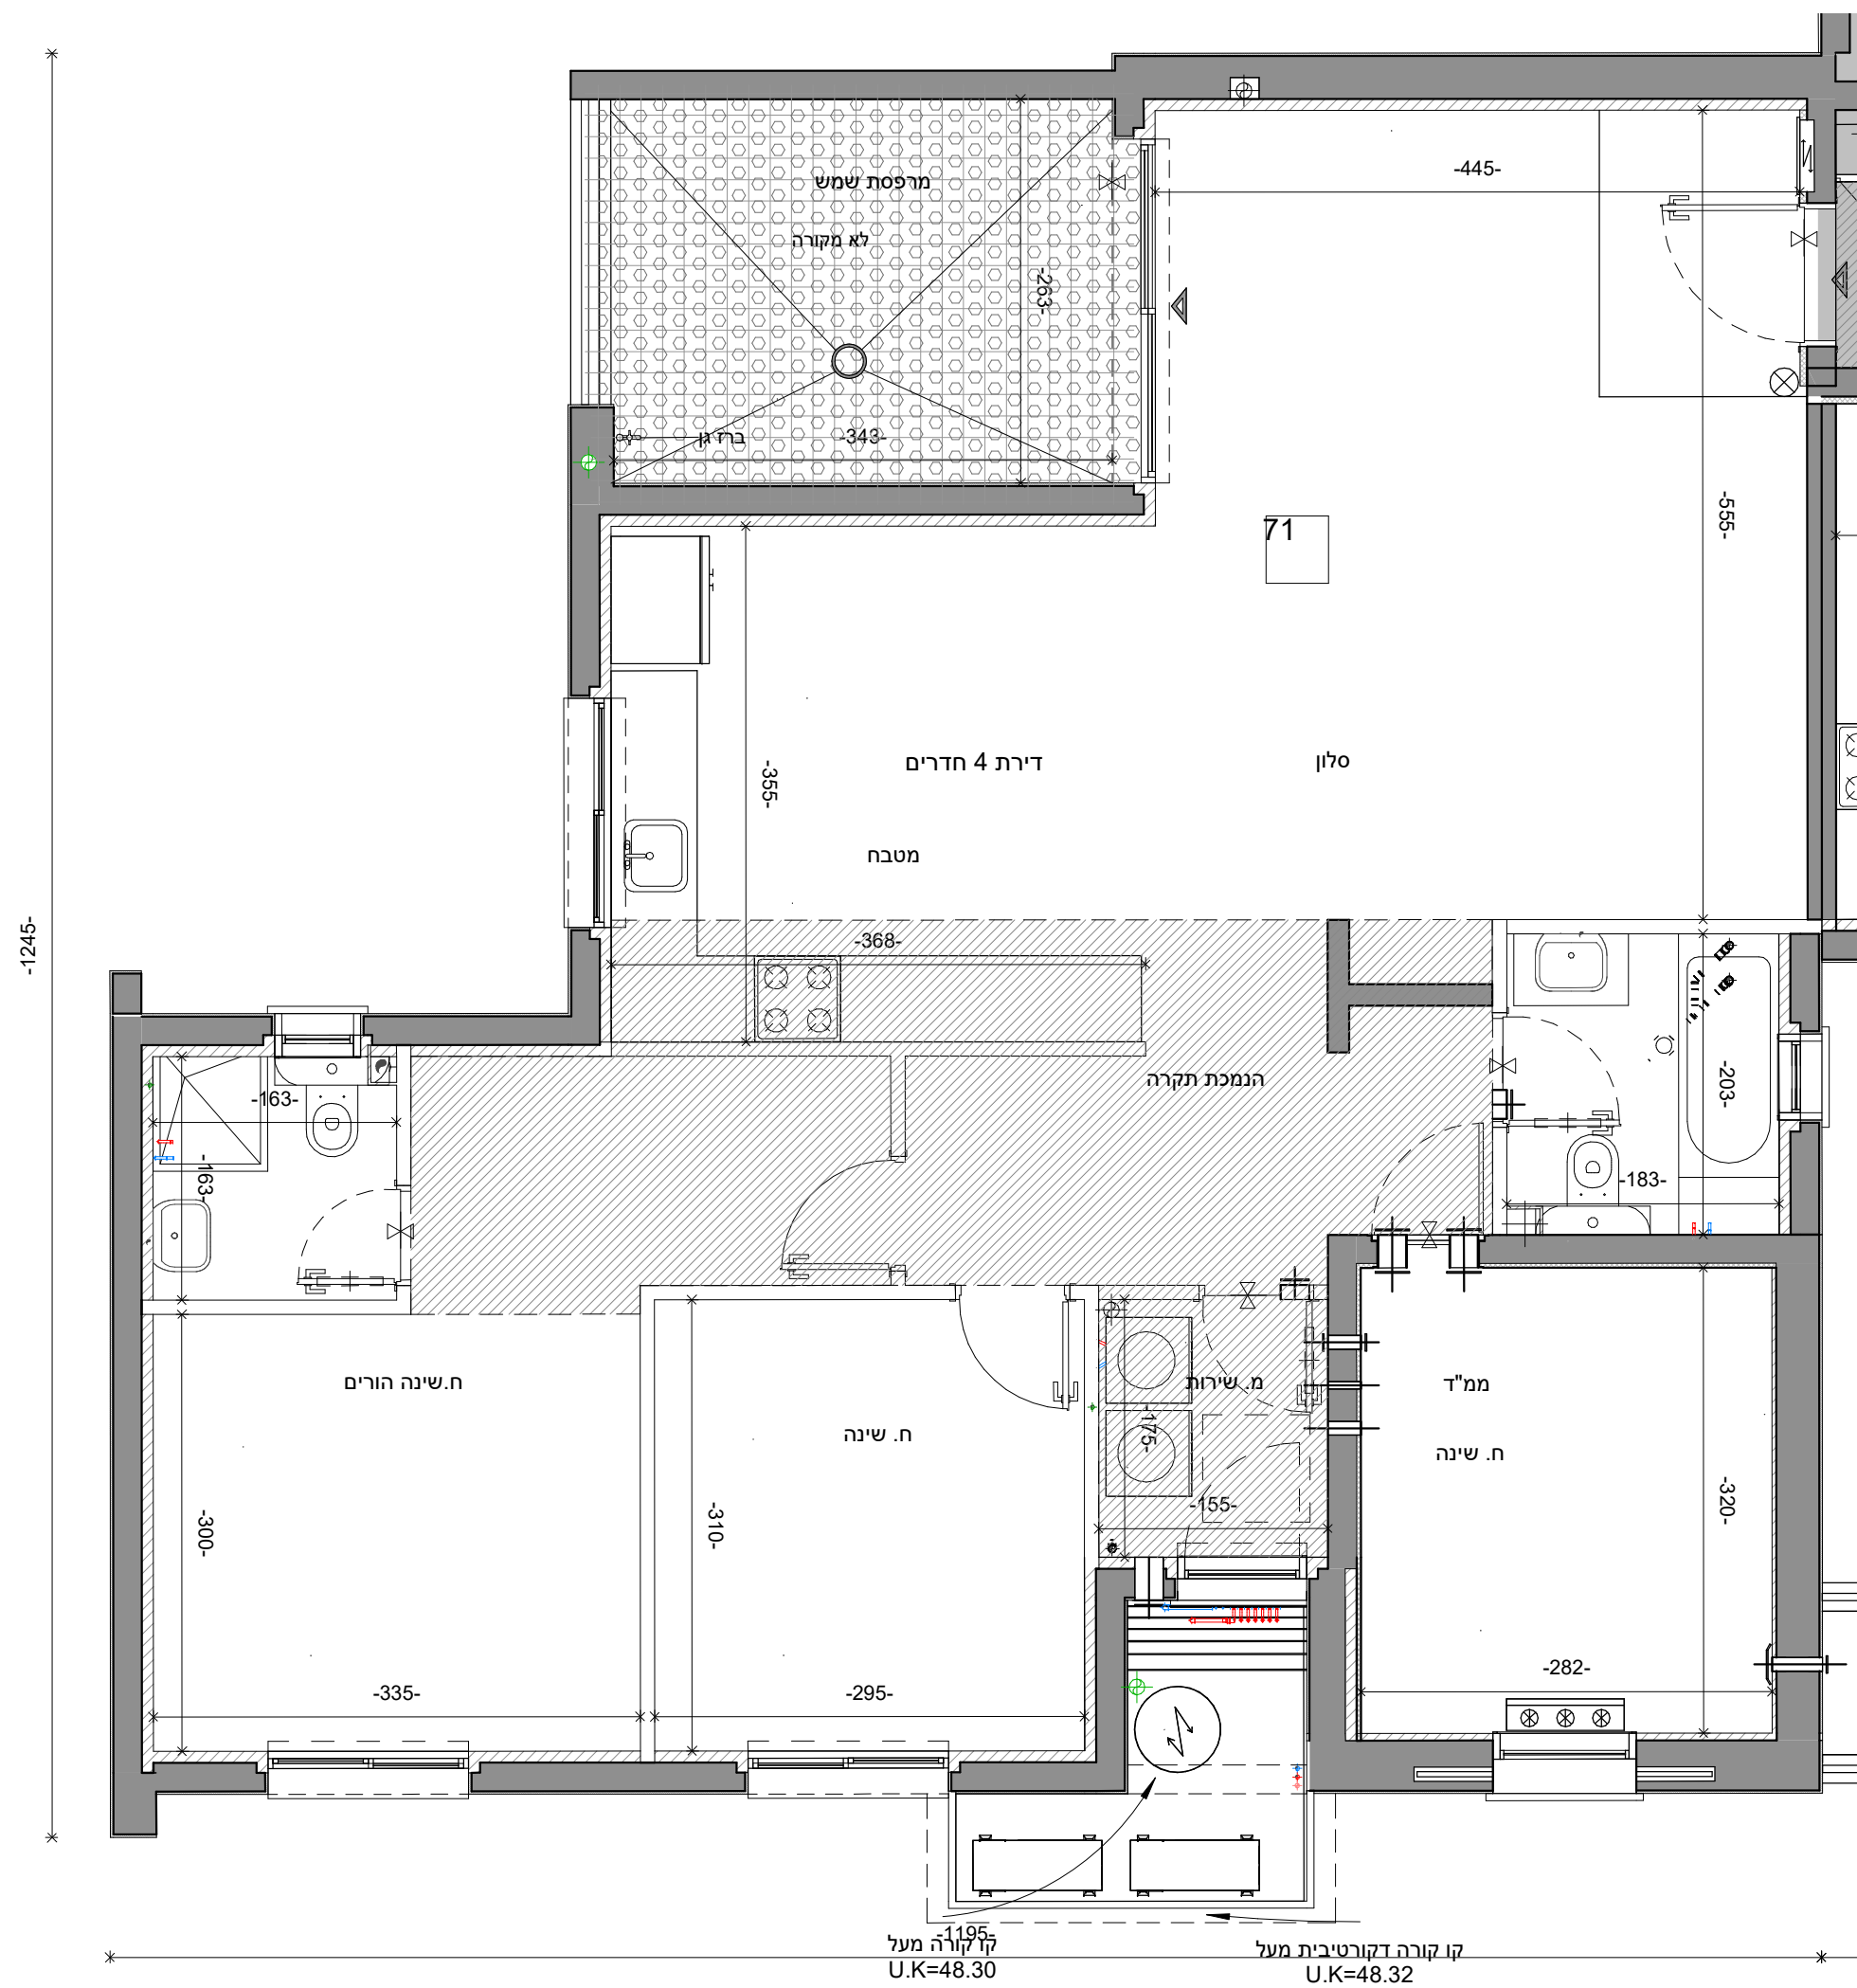 מרפסת שמש
-445-
לא מקורה
-263-
ברז גן
-343-
-555-
71
דירת 4 חדרים
סלון
-355-
מטבח
-1245-
-368-
הנמכת תקרה
-163-
-203-
-163-
-183-
ח.שינה הורים
מ. שירות
ממ"ד
ח. שינה
-175-
ח. שינה
-300-
-310-
-155-
-320-
-335-
-295-
-282-
-1195-
קו קורה מעל
U.K=48.30
קו קורה דקורטיבית מעל
U.K=48.32